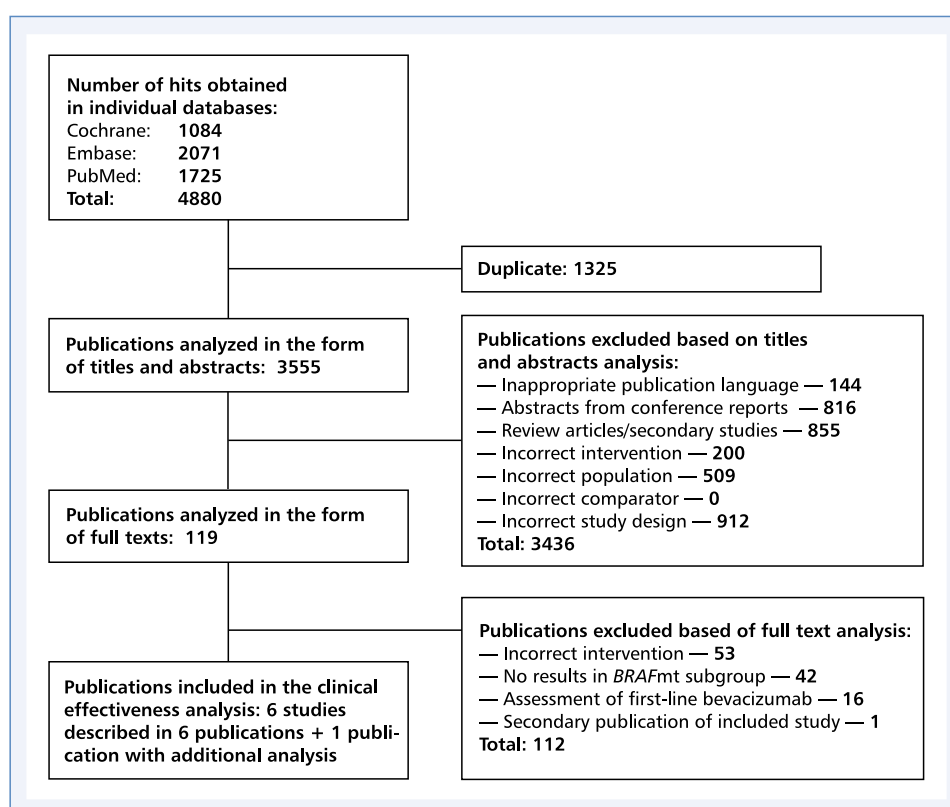 Number of hits obtained
in individual databases:
Cochrane: 1084
Embase: 2071
PubMed: 1725
Total: 4880
Duplicate: 1325
Publications analyzed in the form
of titles and abstracts: 3555
Publications excluded based on titles
and abstracts analysis:
— Inappropriate publication language — 144
— Abstracts from conference reports — 816
— Review articles/secondary studies — 855
— Incorrect intervention — 200
— Incorrect population — 509
— Incorrect comparator — 0
— Incorrect study design — 912
Total: 3436
Publications analyzed in the form
of full texts: 119
Publications excluded based of full text analysis:
— Incorrect intervention — 53
— No results in BRAFmt subgroup — 42
— Assessment of first-line bevacizumab — 16
— Secondary publication of included study — 1
Total: 112
Publications included in the clinical
effectiveness analysis: 6 studies
described in 6 publications + 1 publi-
cation with additional analysis